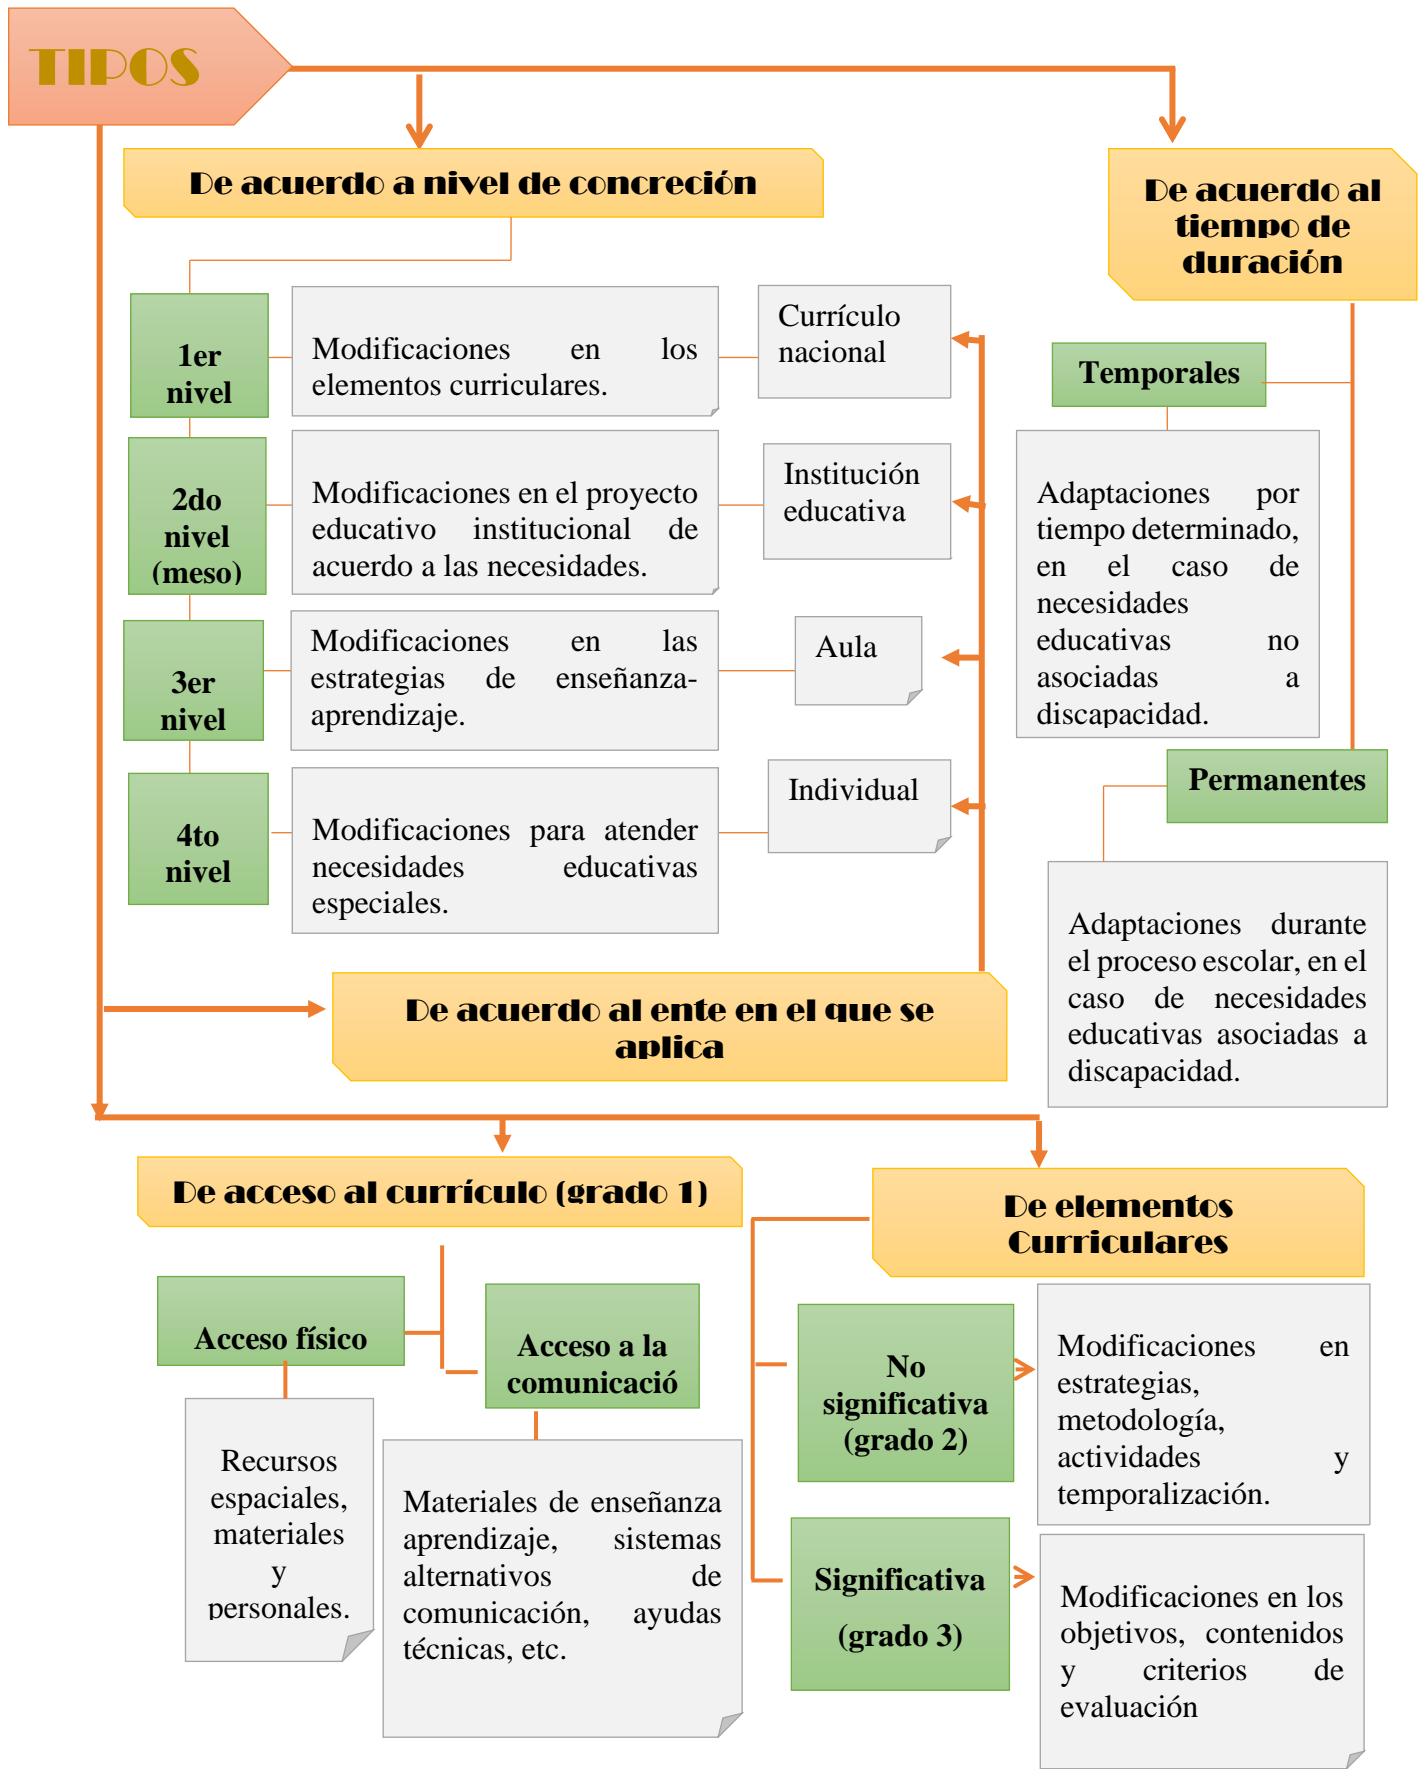 TIPOS
De acuerdo a nivel de concreción
De acuerdo al
tiempo de
duración
1er
nivel
Modificaciones en los
elementos curriculares.
Currículo
nacional
2do
nivel
(meso)
Modificaciones en el proyecto
educativo institucional de
acuerdo a las necesidades.
Institución
educativa
3er
nivel
Modificaciones en las
estrategias de enseñanza-
aprendizaje.
Aula
4to
nivel
Modificaciones para atender
necesidades educativas
especiales.
Individual
Temporales
Adaptaciones por
tiempo determinado,
en el caso de
necesidades
educativas no
asociadas a
discapacidad.
Permanentes
Adaptaciones durante
el proceso escolar, en el
caso de necesidades
educativas asociadas a
discapacidad.
De acuerdo al ente en el que se
aplica
De acceso al currículo (grado 1)
Acceso físico
Recursos
espaciales,
materiales
y
personales.
Acceso a la
comunicació
Materiales de enseñanza
aprendizaje, sistemas
alternativos de
comunicación, ayudas
técnicas, etc.
De elementos
Curriculares
No
significativa
(grado 2)
Modificaciones en
estrategias,
metodología,
actividades y
temporalización.
Significativa
(grado 3)
Modificaciones en los
objetivos, contenidos
y criterios de
evaluación